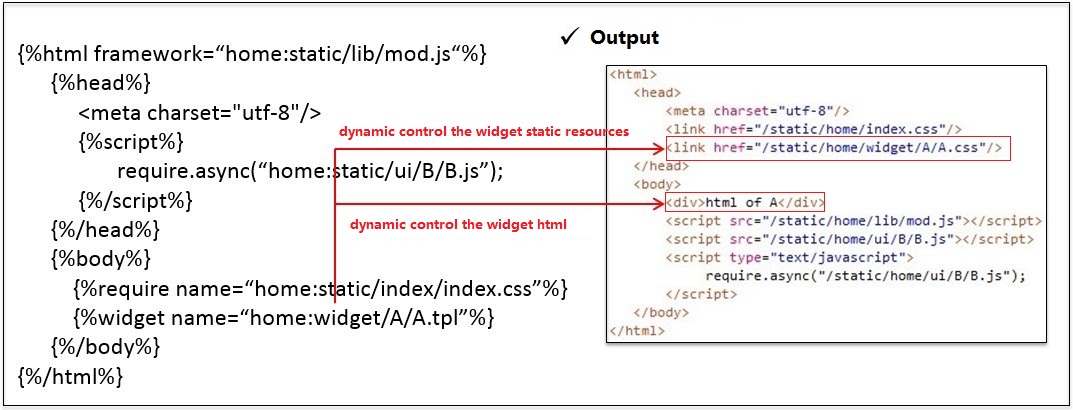 {%html framework=“home:static/lib/mod.js“%}
{%head%}
<meta charset="utf-8"/>
{%script%}
require.async(“home:static/ui/B/B.js”);
{%/script%}
{%/head%}
{%body%}
{%require name=“home:static/index/index.css”%}
{%widget name=“home:widget/A/A.tpl”%}
{%/body%}
{%/html%}
dynamic control the widget static resources
dynamic control the widget html
✓ Output
<html>
<head>
<meta charset="utf-8"/>
<link href="/static/home/index.css"/>
<link href="/static/home/widget/A/A.css"/>
</head>
<body>
<div>html of A</div>
<script src="/static/home/lib/mod.js"></script>
<script src="/static/home/ui/B/B.js"></script>
<script type="text/javascript">
require.async("/static/home/ui/B/B.js");
</script>
</body>
</html>